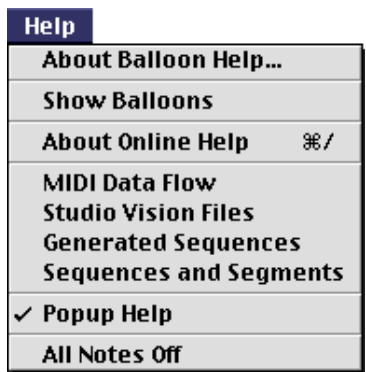 Help
About Balloon Help...
Show Balloons
About Online Help ⌘/
MIDI Data Flow
Studio Vision Files
Generated Sequences
Sequences and Segments
✓ Popup Help
All Notes Off